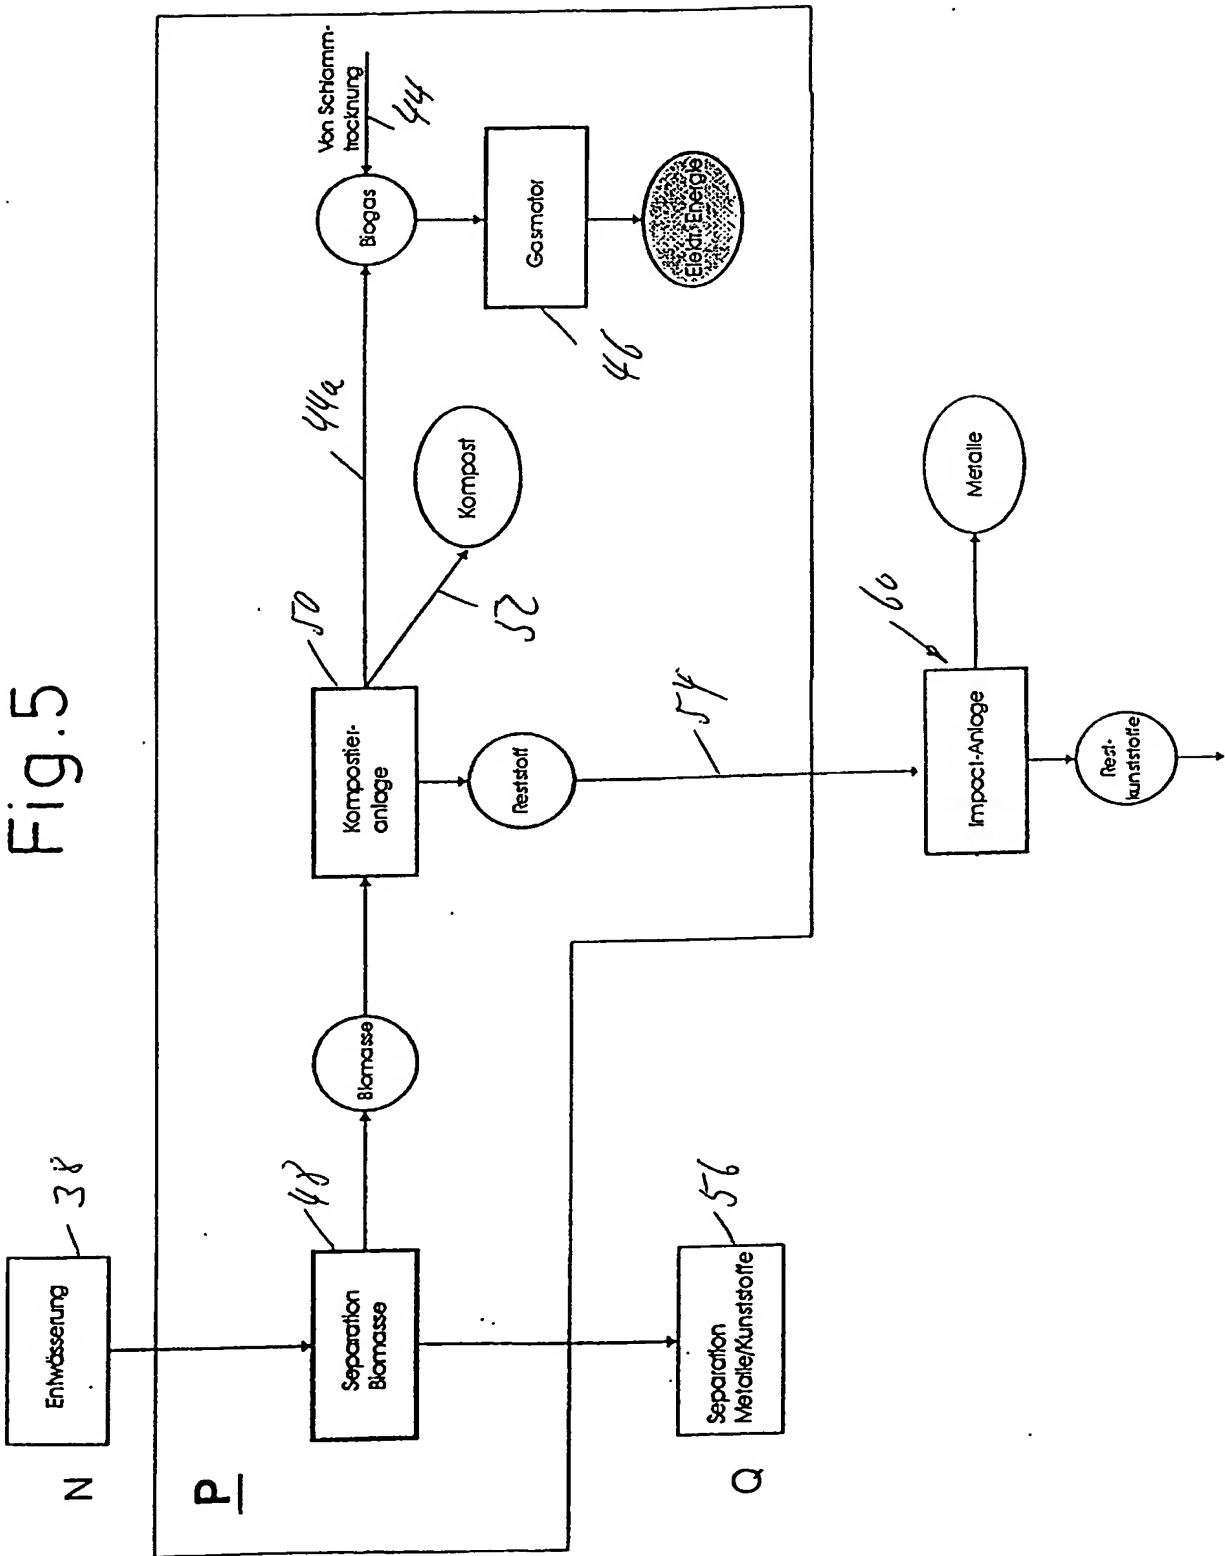 Fig.5
N
Entwässerung
38
P
Separation
Biomasse
48
Biomasse
Kompostier-
anlage
50
44a
Biogas
Von Schlamm-
trocknung
44
Kompost
52
Reststoff
Gasmotor
46
Elektr. Energie
54
Q
Separation
Metalle/Kunststoffe
56
Impact-Anlage
60
Metalle
Rest-
kunststoffe